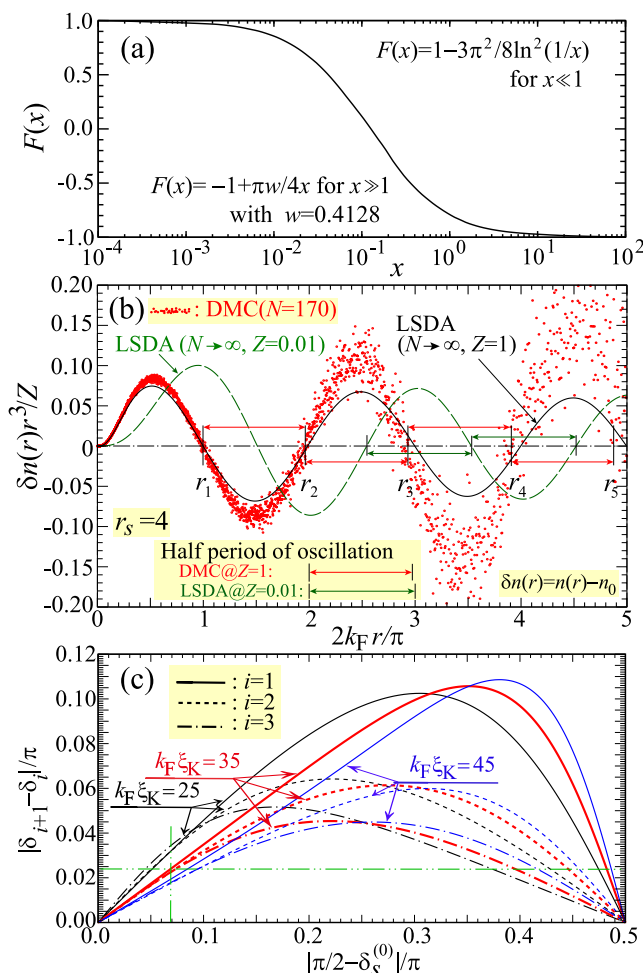 (a)
F(x)=1−3π²/8ln²(1/x)
for x≪1
F(x)= −1+πw/4x for x≫1
with w=0.4128
F(x)
1.0
0.5
0.0
-0.5
-1.0
10⁻⁴ 10⁻³ 10⁻² 10⁻¹ 10⁰ 10¹ 10²
x
(b)
: DMC(N=170)
LSDA (N→∞, Z=0.01)
LSDA
(N→∞, Z=1)
δn(r)r³/Z
0.20
0.15
0.10
0.05
0
-0.05
-0.10
-0.15
-0.20
r₁ r₂ r₃ r₄ r₅
rₛ=4
Half period of oscillation
DMC@Z=1:
LSDA@Z=0.01:
δn(r)=n(r)−n₀
0 1 2 3 4 5
2k_F r/π
(c)
: i=1
: i=2
: i=3
k_Fξ_K=25
k_Fξ_K=35
k_Fξ_K=45
|δᵢ₊₁−δᵢ|/π
0.12
0.10
0.08
0.06
0.04
0.02
0.00
0.0 0.1 0.2 0.3 0.4 0.5
|π/2−δ_S⁽⁰⁾|/π